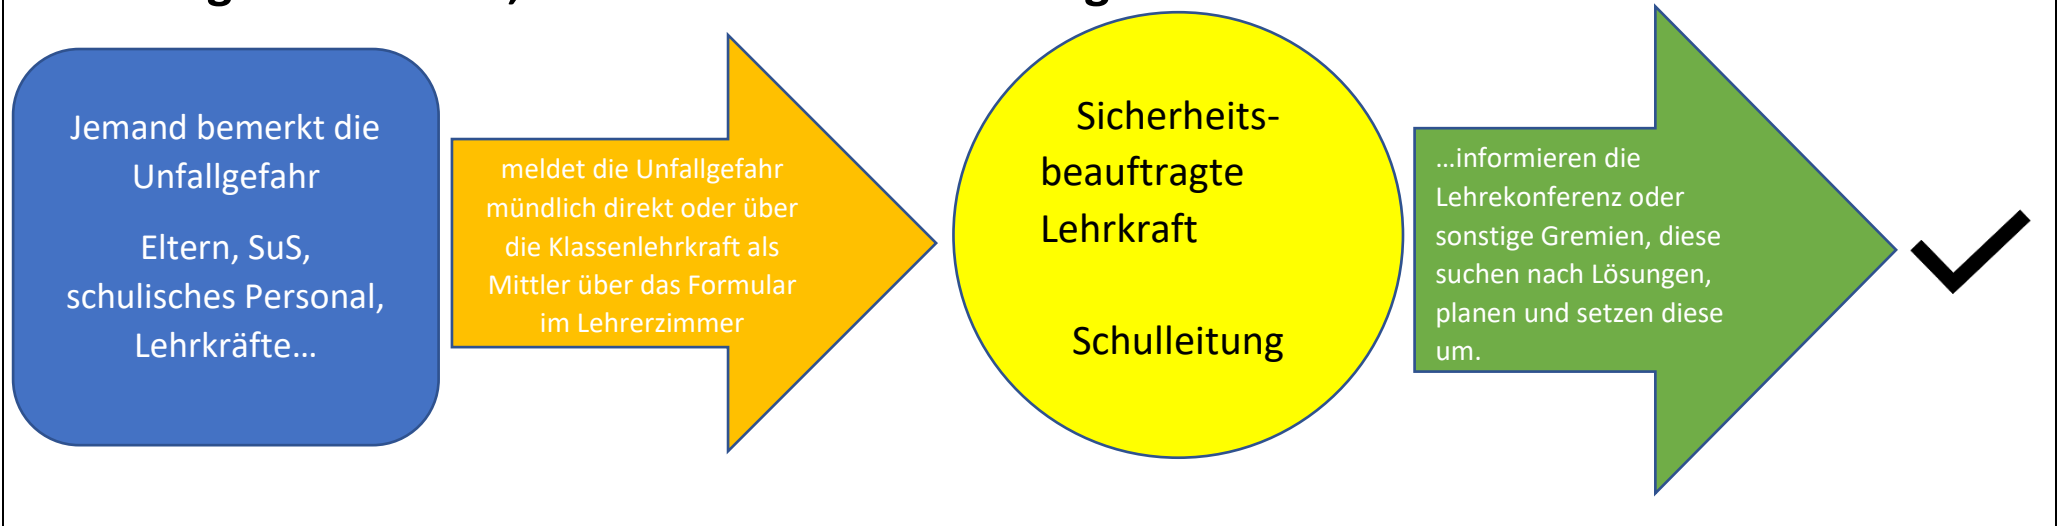 Jemand bemerkt die
Unfallgefahr
Eltern, SuS,
schulisches Personal,
Lehrkräfte…
meldet die Unfallgefahr
mündlich direkt oder über
die Klassenlehrkraft als
Mittler über das Formular
im Lehrerzimmer
Sicherheits-
beauftragte
Lehrkraft
Schulleitung
…informieren die
Lehrekonferenz oder
sonstige Gremien, diese
suchen nach Lösungen,
planen und setzen diese
um.